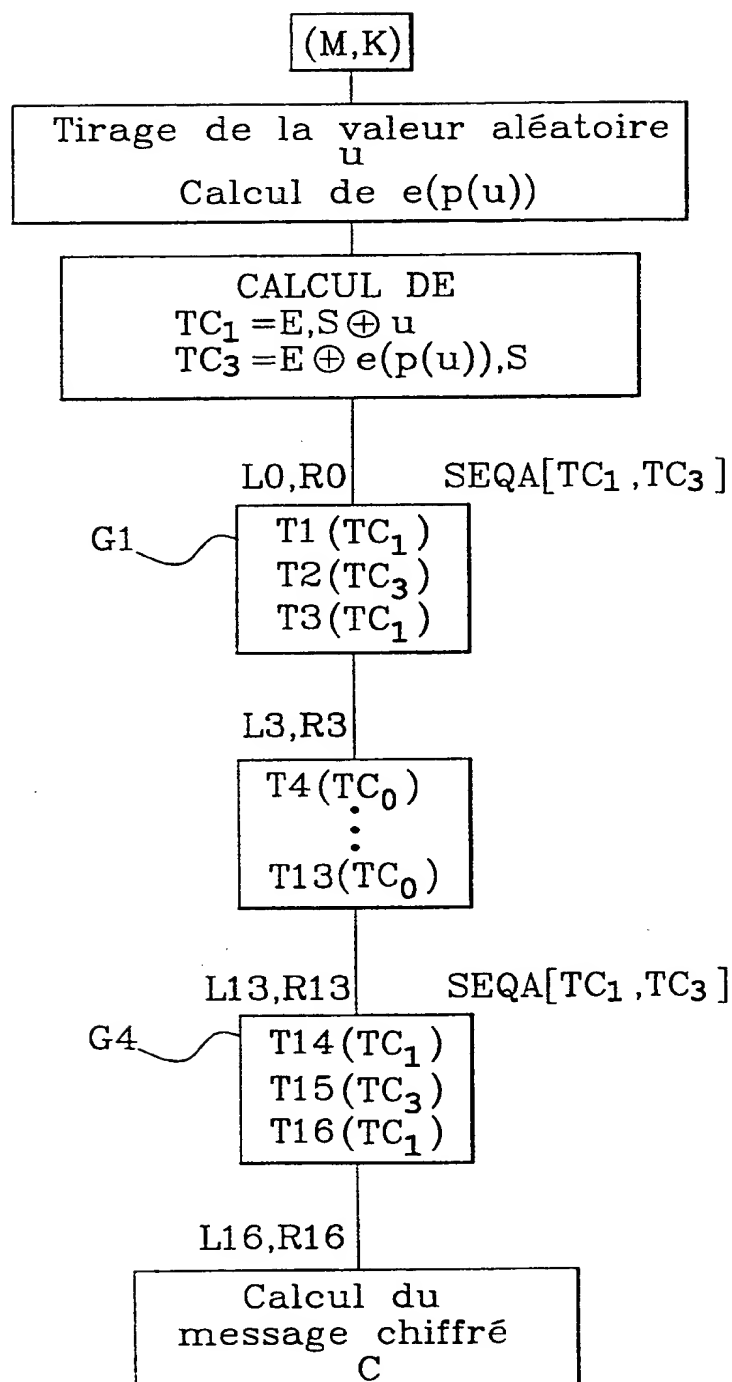 (M,K)
Tirage de la valeur aléatoire
u
Calcul de e(p(u))
CALCUL DE
TC₁ =E,S ⊕ u
TC₃ =E ⊕ e(p(u)),S
L0,R0
SEQA[TC₁ ,TC₃ ]
G1
T1 (TC₁ )
T2(TC₃ )
T3(TC₁ )
L3,R3
T4(TC₀ )
⋮
T13(TC₀ )
L13,R13
SEQA[TC₁ ,TC₃ ]
G4
T14(TC₁ )
T15(TC₃ )
T16(TC₁ )
L16,R16
Calcul du
message chiffré
C